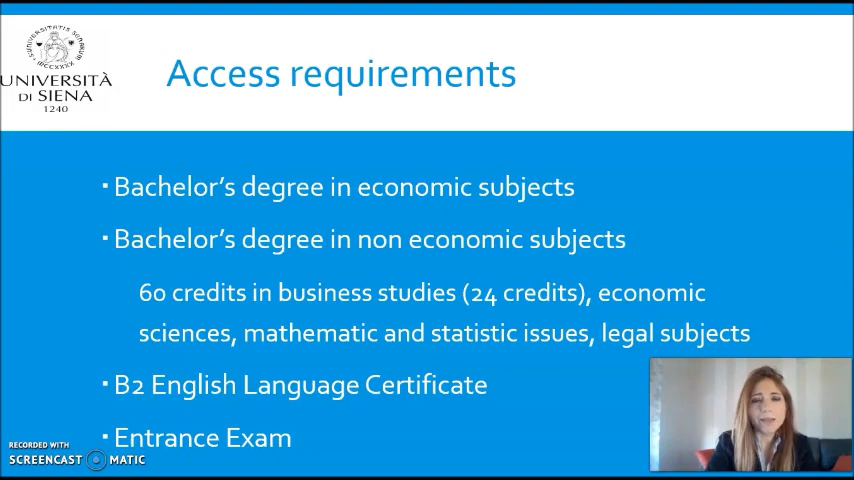 UNIVERSITÀ
DI SIENA
1240
Access requirements
▪ Bachelor's degree in economic subjects
▪ Bachelor's degree in non economic subjects
60 credits in business studies (24 credits), economic
sciences, mathematic and statistic issues, legal subjects
▪ B2 English Language Certificate
▪ Entrance Exam
RECORDED WITH
SCREENCAST MATIC